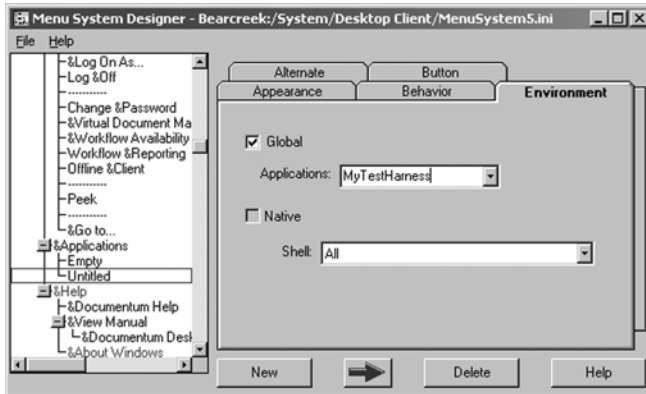 Menu System Designer - Bearcreek:/System/Desktop Client/MenuSystem5.ini
File Help
&Log On As...
Log &Off
-----------
Change &Password
&Virtual Document Ma
&Workflow Availability
Workflow &Reporting
Offline &Client
-----------
Peek
-----------
&Go to...
&Applications
Empty
Untitled
&Help
&Documentum Help
&View Manual
&Documentum Desk
&About Windows
Alternate Button
Appearance Behavior Environment
Global
Applications: MyTestHarness
Native
Shell: All
New Delete Help